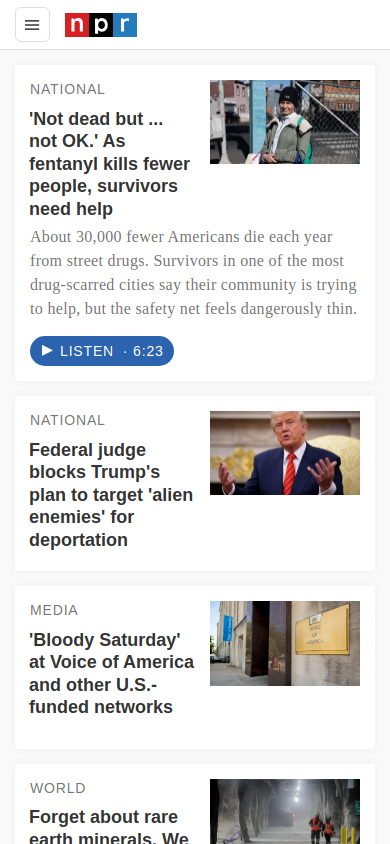 npr
NATIONAL
'Not dead but ...
not OK.' As
fentanyl kills fewer
people, survivors
need help
About 30,000 fewer Americans die each year
from street drugs. Survivors in one of the most
drug-scarred cities say their community is trying
to help, but the safety net feels dangerously thin.
LISTEN · 6:23
NATIONAL
Federal judge
blocks Trump's
plan to target 'alien
enemies' for
deportation
MEDIA
'Bloody Saturday'
at Voice of America
and other U.S.-
funded networks
WORLD
Forget about rare
earth minerals. We